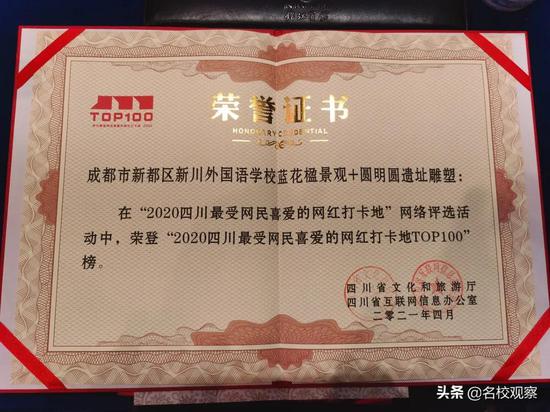 TOP100
荣誉证书
HONORARY CREDENTIAL
成都市新都区新川外国语学校蓝花楹景观+圆明圆遗址雕塑：
在“2020四川最受网民喜爱的网红打卡地”网络评选活
动中，荣登“2020四川最受网民喜爱的网红打卡地TOP100”
榜。
四川省文化和旅游厅
四川省互联网信息办公室
二零二一年四月
头条 @名校观察